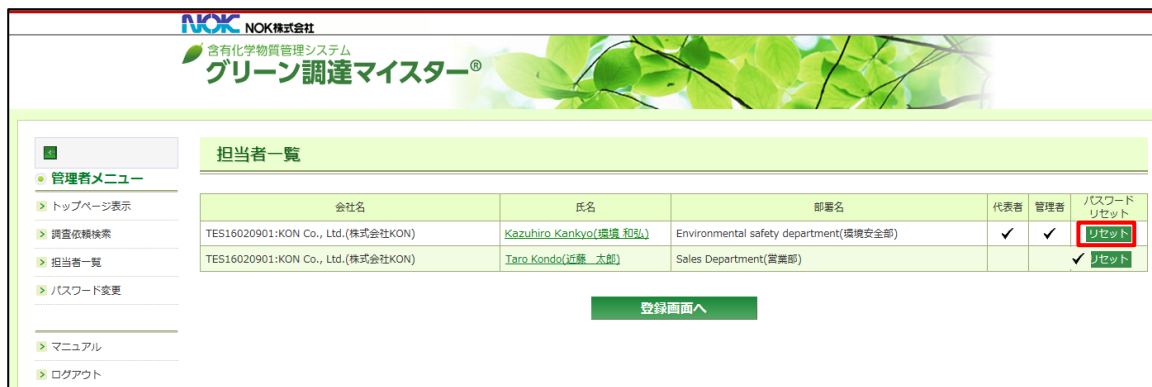 NOK NOK株式会社
含有化学物質管理システム
グリーン調達マイスター®
管理者メニュー
トップページ表示
調査依頼検索
担当者一覧
パスワード変更
マニュアル
ログアウト
担当者一覧
会社名 氏名 部署名 代表者 管理者 パスワード
リセット
TES16020901:KON Co., Ltd.(株式会社KON) Kazuhiro Kankyo(環境 和弘) Environmental safety department(環境安全部) ✓ ✓ リセット
TES16020901:KON Co., Ltd.(株式会社KON) Taro Kondo(近藤　太郎) Sales Department(営業部) ✓ リセット
登録画面へ